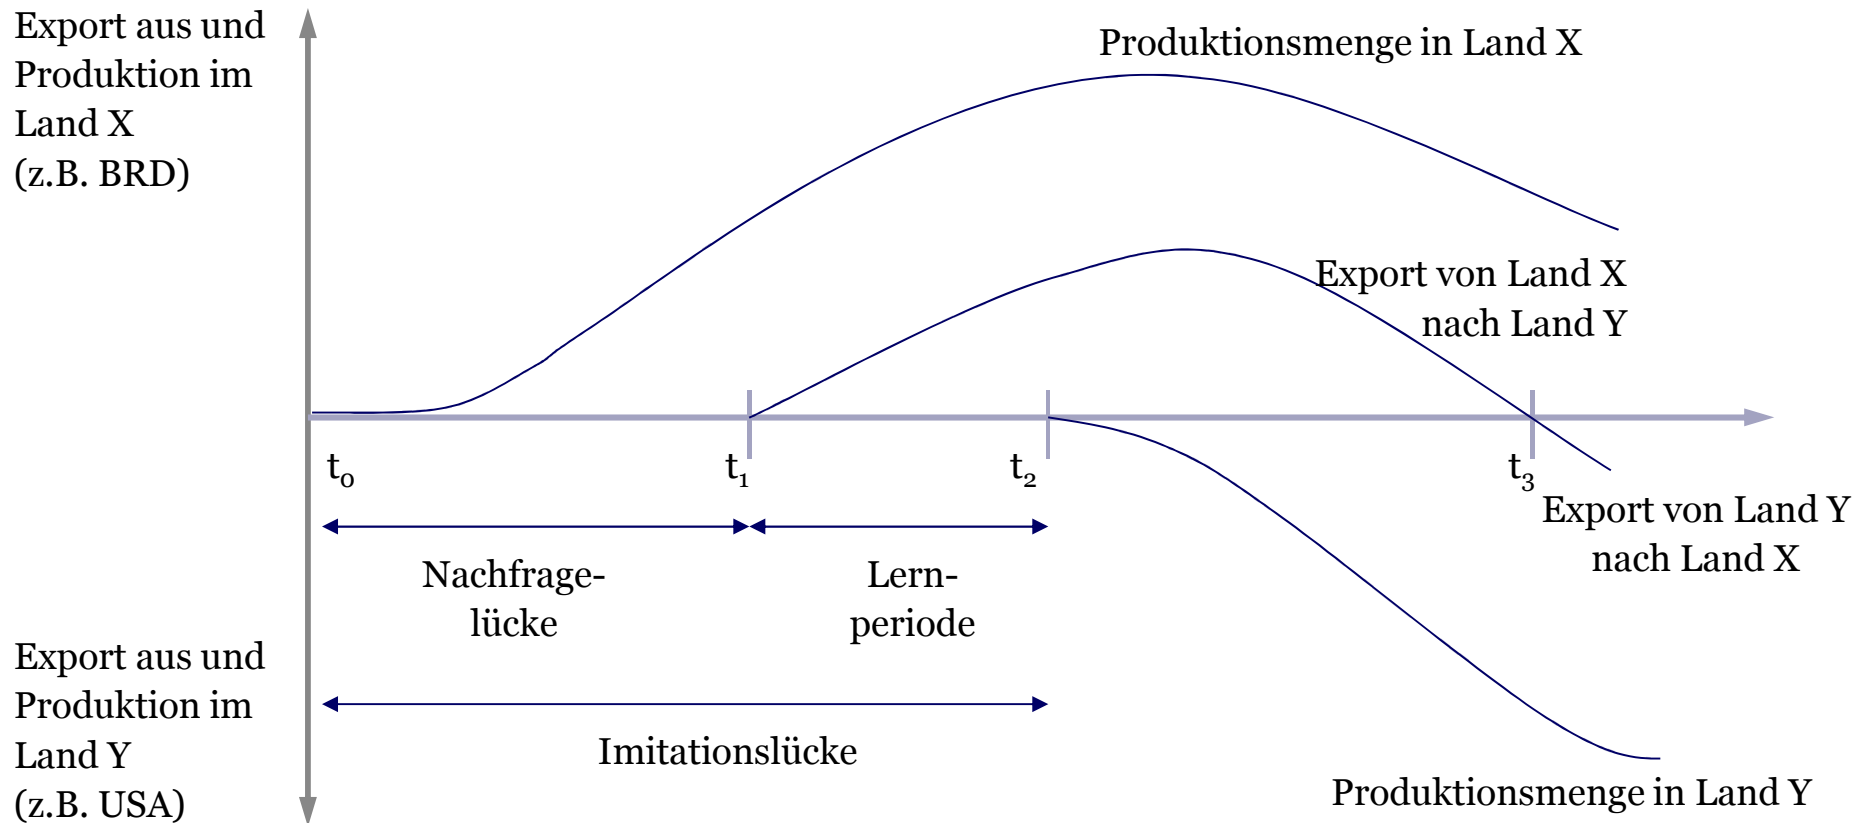 Export aus und
Produktion im
Land X
(z.B. BRD)
Produktionsmenge in Land X
Export von Land X
nach Land Y
t₀
t₁
t₂
t₃
Export von Land Y
nach Land X
Nachfrage-
lücke
Lern-
periode
Imitationslücke
Export aus und
Produktion im
Land Y
(z.B. USA)
Produktionsmenge in Land Y